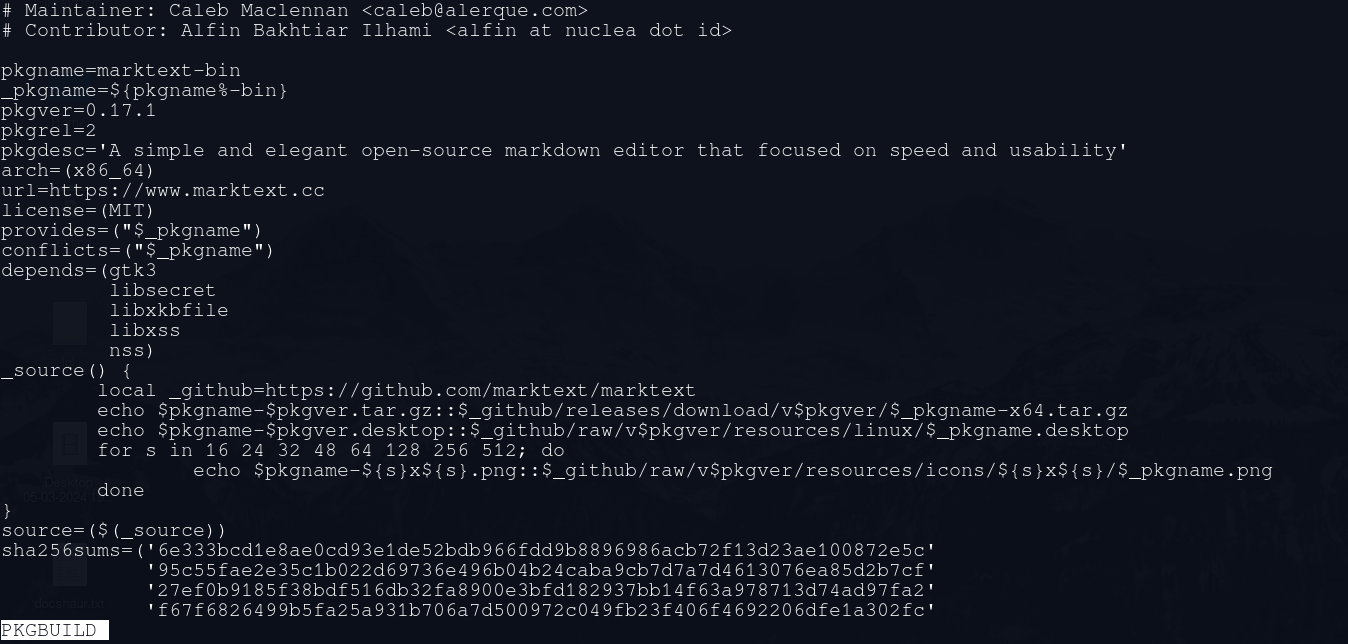 # Maintainer: Caleb Maclennan <caleb@alerque.com>
# Contributor: Alfin Bakhtiar Ilhami <alfin at nuclea dot id>

pkgname=marktext-bin
_pkgname=${pkgname%-bin}
pkgver=0.17.1
pkgrel=2
pkgdesc='A simple and elegant open-source markdown editor that focused on speed and usability'
arch=(x86_64)
url=https://www.marktext.cc
license=(MIT)
provides=("$_pkgname")
conflicts=("$_pkgname")
depends=(gtk3
         libsecret
         libxkbfile
         libxss
         nss)
_source() {
        local _github=https://github.com/marktext/marktext
        echo $pkgname-$pkgver.tar.gz::$_github/releases/download/v$pkgver/$_pkgname-x64.tar.gz
        echo $pkgname-$pkgver.desktop::$_github/raw/v$pkgver/resources/linux/$_pkgname.desktop
        for s in 16 24 32 48 64 128 256 512; do
                echo $pkgname-${s}x${s}.png::$_github/raw/v$pkgver/resources/icons/${s}x${s}/$_pkgname.png
        done
}
source=($(_source))
sha256sums=('6e333bcd1e8ae0cd93e1de52bdb966fdd9b8896986acb72f13d23ae100872e5c'
            '95c55fae2e35c1b022d69736e496b04b24caba9cb7d7a7d4613076ea85d2b7cf'
            '27ef0b9185f38bdf516db32fa8900e3bfd182937bb14f63a978713d74ad97fa2'
            'f67f6826499b5fa25a931b706a7d500972c049fb23f406f4692206dfe1a302fc'
PKGBUILD